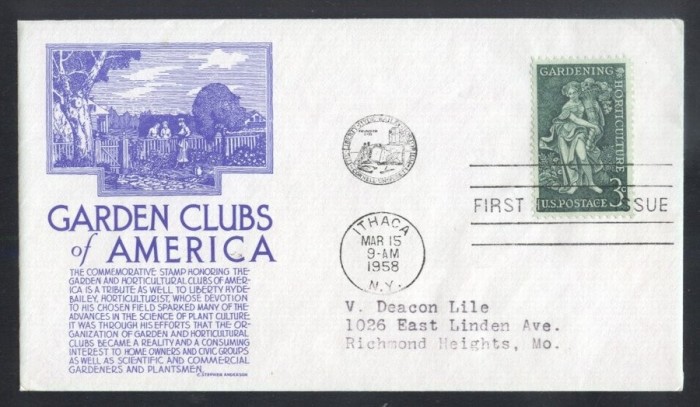 GARDEN CLUBS
of AMERICA
THE COMMEMORATIVE STAMP HONORING THE
GARDEN AND HORTICULTURAL CLUBS OF AMER-
ICA IS A TRIBUTE AS WELL TO LIBERTY HYDE
BAILEY, HORTICULTURIST, WHOSE DEVOTION
TO HIS CHOSEN FIELD SPARKED MANY OF THE
ADVANCES IN THE SCIENCE OF PLANT CULTURE.
IT WAS THROUGH HIS EFFORTS THAT THE OR-
GANIZATION OF GARDEN AND HORTICULTURAL
CLUBS BECAME A REALITY AND A CONSUMING
INTEREST TO HOME OWNERS AND CIVIC GROUPS
AS WELL AS SCIENTIFIC AND COMMERCIAL
GARDENERS AND PLANTSMEN.
C. STEPHEN ANDERSON
ITHACA
MAR 15
9-AM
1958
N.Y.
GARDENING
HORTICULTURE
U.S. POSTAGE 3¢
FIRST ISSUE
V. Deacon Lile
1026 East Linden Ave.
Richmond Heights, Mo.